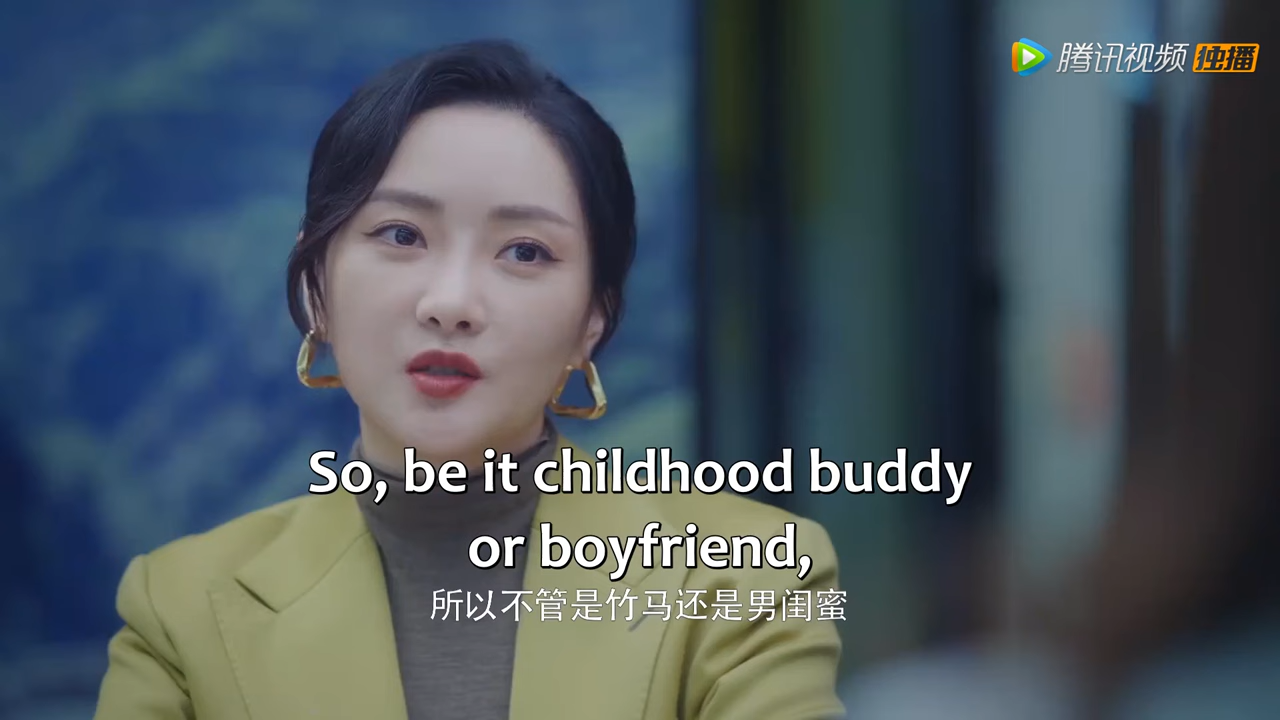 腾讯视频 独播
So, be it childhood buddy
or boyfriend,
所以不管是竹马还是男闺蜜